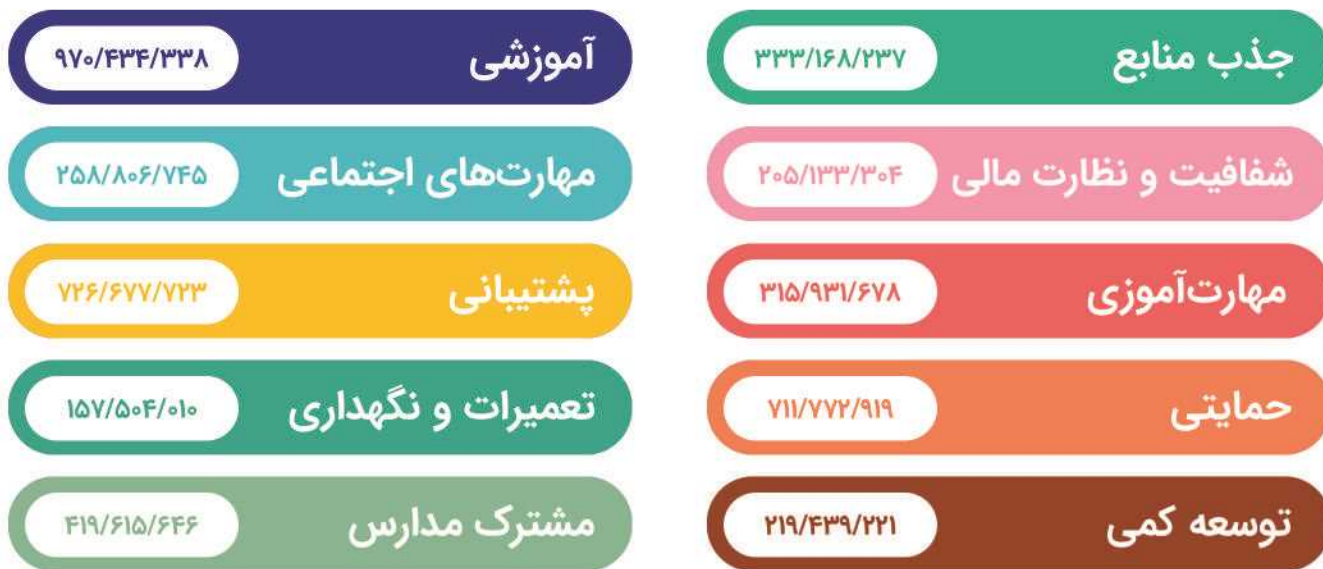 جذب منابع ۳۳۳/۱۶۸/۲۳۷
شفافیت و نظارت مالی ۲۰۵/۱۳۳/۳۰۴
مهارت‌آموزی ۳۱۵/۹۳۱/۶۷۸
حمایتی ۷۱۱/۷۷۲/۹۱۹
توسعه کمی ۲۱۹/۴۳۹/۲۲۱
آموزشی ۹۷۰/۴۳۴/۳۳۸
مهارت‌های اجتماعی ۲۵۸/۸۰۶/۷۴۵
پشتیبانی ۷۲۶/۶۷۷/۷۲۳
تعمیرات و نگهداری ۱۵۷/۵۰۴/۰۱۰
مشترک مدارس ۴۱۹/۶۱۵/۶۴۶